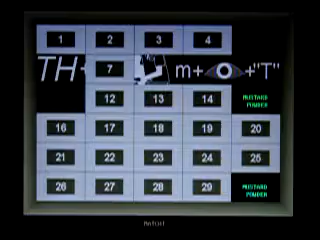 1 2 3 4
TH+ 7 m+ +"T"
12 13 14 MUSTARD POWDER
16 17 18 19 20
21 22 23 24 25
26 27 28 29 MUSTARD POWDER